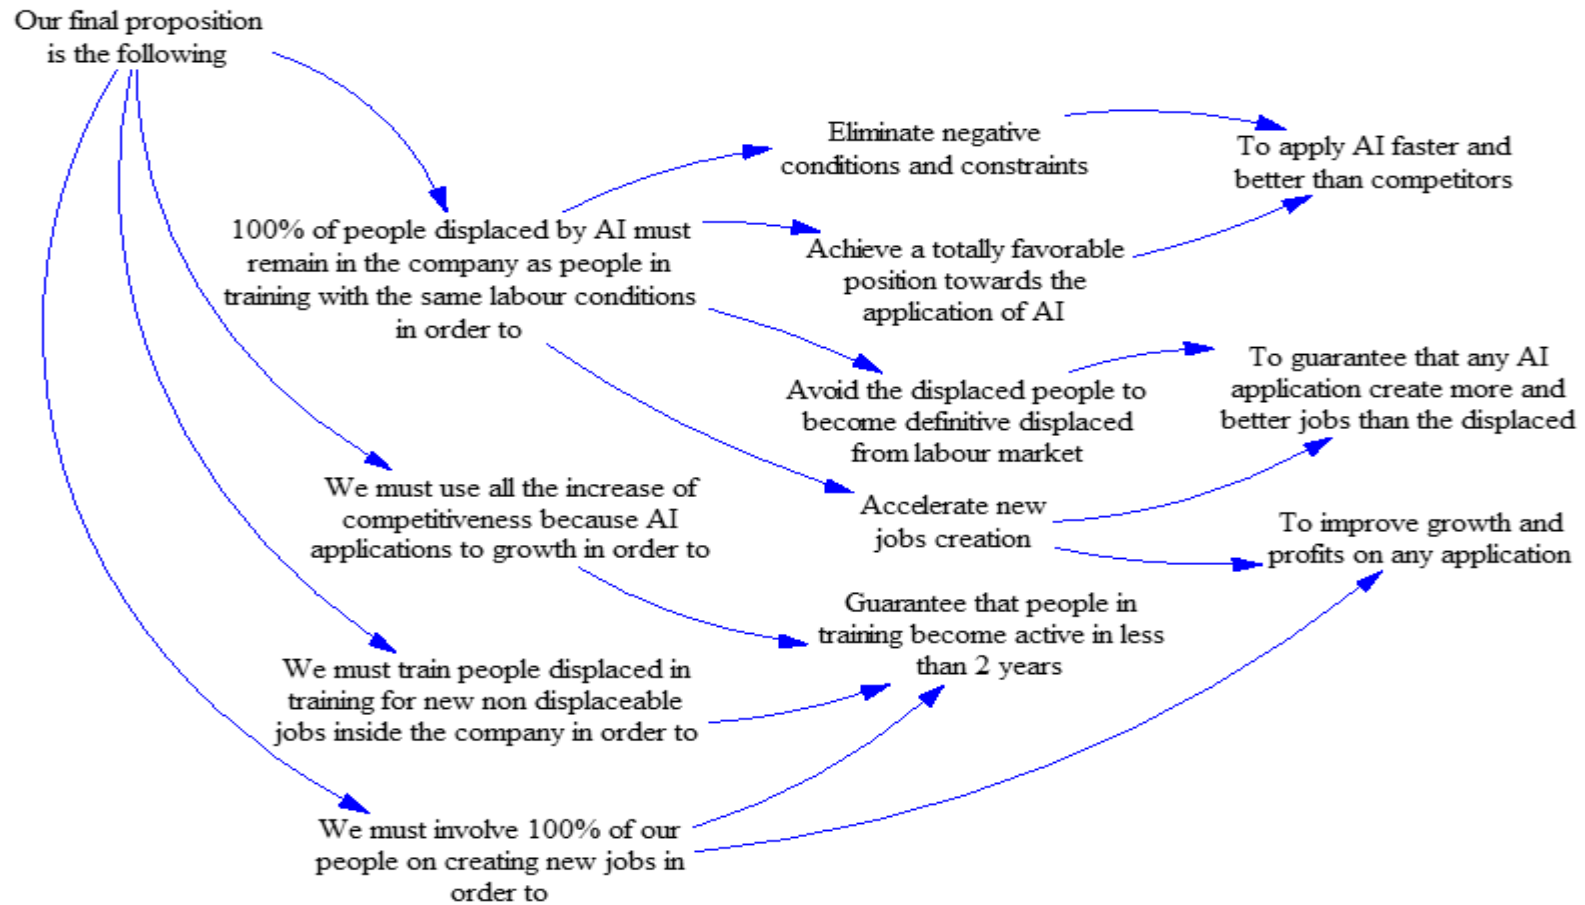 Our final proposition
is the following
100% of people displaced by AI must
remain in the company as people in
training with the same labour conditions
in order to
We must use all the increase of
competitiveness because AI
applications to growth in order to
We must train people displaced in
training for new non displaceable
jobs inside the company in order to
We must involve 100% of our
people on creating new jobs in
order to
Eliminate negative
conditions and constraints
Achieve a totally favorable
position towards the
application of AI
Avoid the displaced people to
become definitive displaced
from labour market
Accelerate new
jobs creation
Guarantee that people in
training become active in less
than 2 years
To apply AI faster and
better than competitors
To guarantee that any AI
application create more and
better jobs than the displaced
To improve growth and
profits on any application